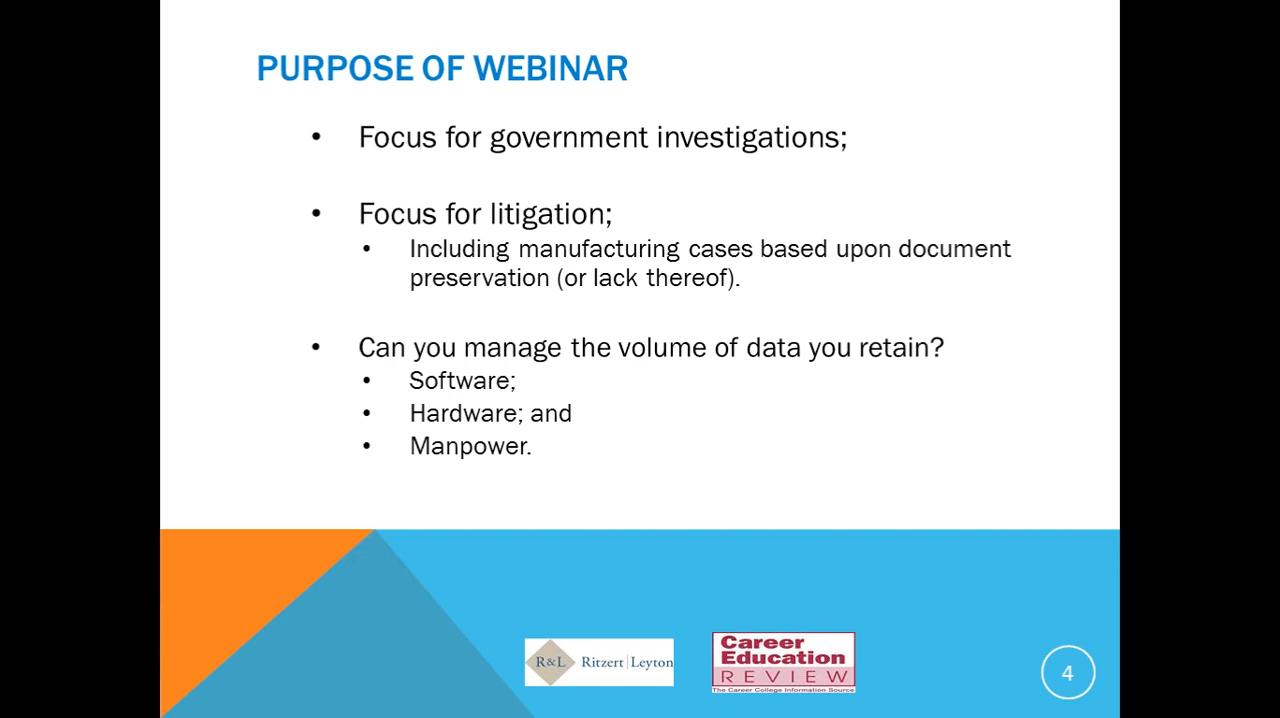 PURPOSE OF WEBINAR
• Focus for government investigations;
• Focus for litigation;
• Including manufacturing cases based upon document
preservation (or lack thereof).
• Can you manage the volume of data you retain?
• Software;
• Hardware; and
• Manpower.
R&L Ritzert|Leyton
Career
Education
REVIEW
The Career College Information Source
4